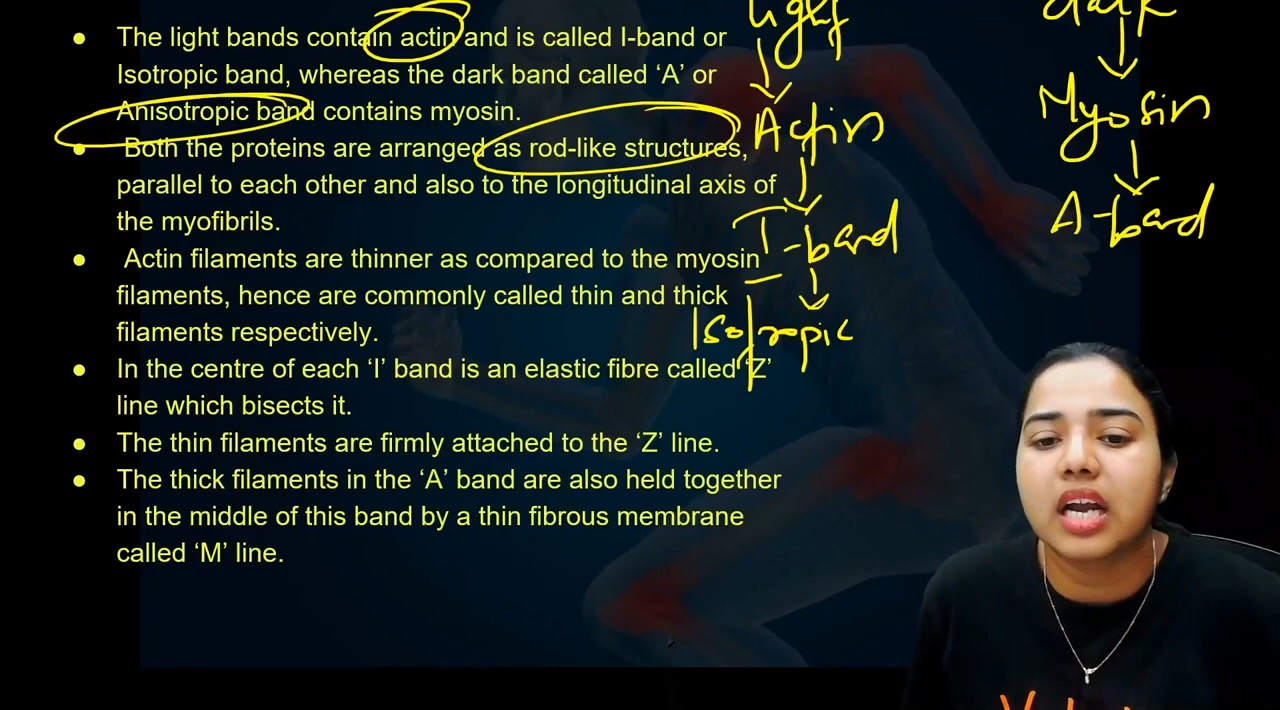 ● The light bands contain actin and is called I-band or
Isotropic band, whereas the dark band called ‘A’ or
Anisotropic band contains myosin.
● Both the proteins are arranged as rod-like structures,
parallel to each other and also to the longitudinal axis of
the myofibrils.
● Actin filaments are thinner as compared to the myosin
filaments, hence are commonly called thin and thick
filaments respectively.
● In the centre of each ‘I’ band is an elastic fibre called ‘Z’
line which bisects it.
● The thin filaments are firmly attached to the ‘Z’ line.
● The thick filaments in the ‘A’ band are also held together
in the middle of this band by a thin fibrous membrane
called ‘M’ line.
light
Actin
I-band
Isotropic
dark
Myosin
A-band